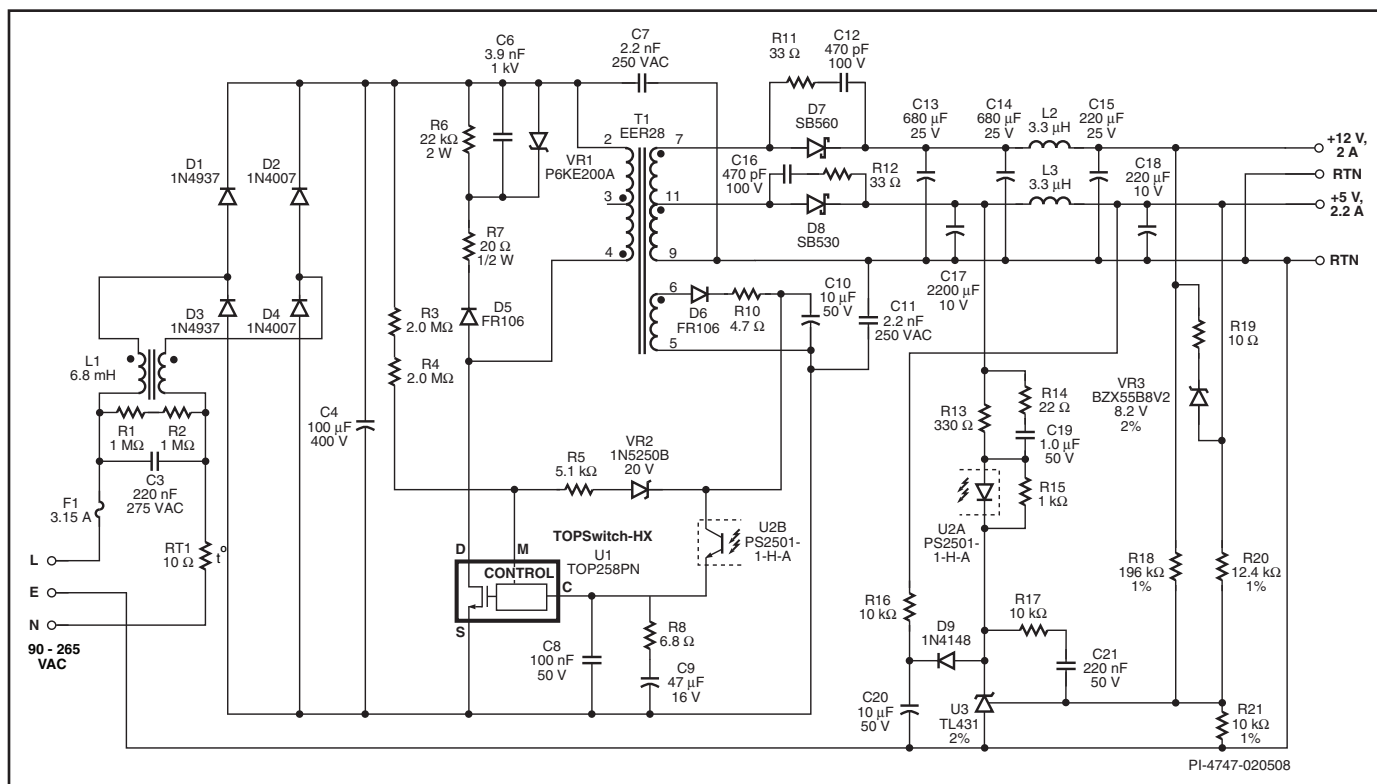 C6
3.9 nF
1 kV
C7
2.2 nF
250 VAC
R11
33 Ω
C12
470 pF
100 V
T1
EER28
R6
22 kΩ
2 W
VR1
P6KE200A
2
3
4
7
11
9
6
5
D7
SB560
C13
680 μF
25 V
C14
680 μF
25 V
L2
3.3 μH
C15
220 μF
25 V
+12 V,
2 A
RTN
+5 V,
2.2 A
RTN
C16
470 pF
100 V
R12
33 Ω
L3
3.3 μH
C18
220 μF
10 V
D8
SB530
D1
1N4937
D2
1N4007
R7
20 Ω
1/2 W
C17
2200 μF
10 V
D3
1N4937
D4
1N4007
R3
2.0 MΩ
D5
FR106
D6
FR106
R10
4.7 Ω
C10
10 μF
50 V
C11
2.2 nF
250 VAC
R19
10 Ω
L1
6.8 mH
R4
2.0 MΩ
R13
330 Ω
R14
22 Ω
C19
1.0 μF
50 V
VR3
BZX55B8V2
8.2 V
2%
R1
1 MΩ
R2
1 MΩ
C4
100 μF
400 V
C3
220 nF
275 VAC
R5
5.1 kΩ
VR2
1N5250B
20 V
R15
1 kΩ
F1
3.15 A
U2A
PS2501-
1-H-A
U2B
PS2501-
1-H-A
TOPSwitch-HX
U1
TOP258PN
D
M
CONTROL
C
S
RT1
10 Ω
t°
L
E
N
90 - 265
VAC
R18
196 kΩ
1%
R20
12.4 kΩ
1%
R16
10 kΩ
R17
10 kΩ
D9
1N4148
R8
6.8 Ω
C8
100 nF
50 V
C9
47 μF
16 V
C21
220 nF
50 V
C20
10 μF
50 V
U3
TL431
2%
R21
10 kΩ
1%
PI-4747-020508